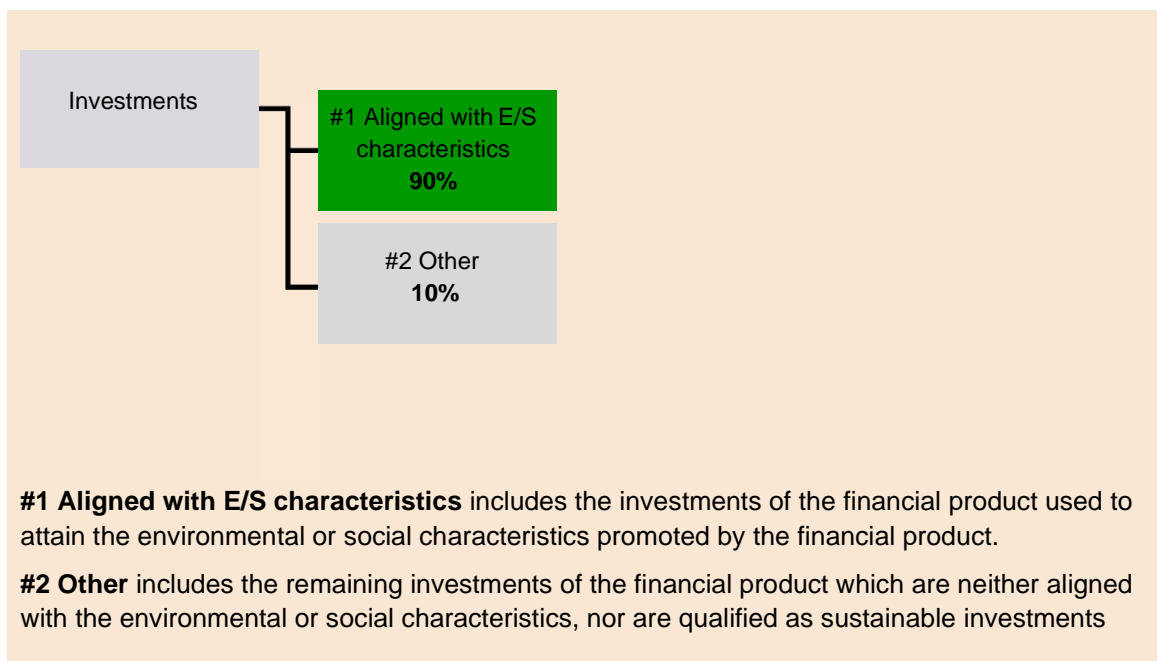 Investments
#1 Aligned with E/S
characteristics
90%
#2 Other
10%
#1 Aligned with E/S characteristics includes the investments of the financial product used to
attain the environmental or social characteristics promoted by the financial product.
#2 Other includes the remaining investments of the financial product which are neither aligned
with the environmental or social characteristics, nor are qualified as sustainable investments